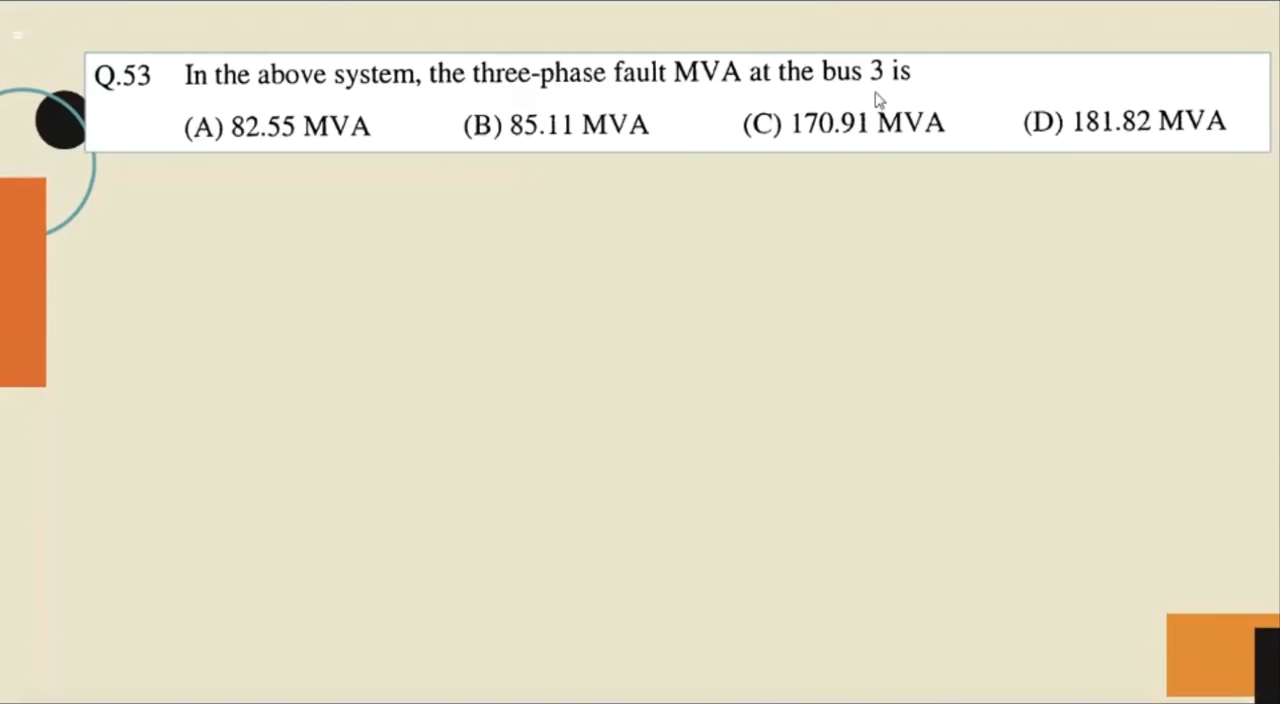 Q.53 In the above system, the three-phase fault MVA at the bus 3 is
(A) 82.55 MVA (B) 85.11 MVA (C) 170.91 MVA (D) 181.82 MVA